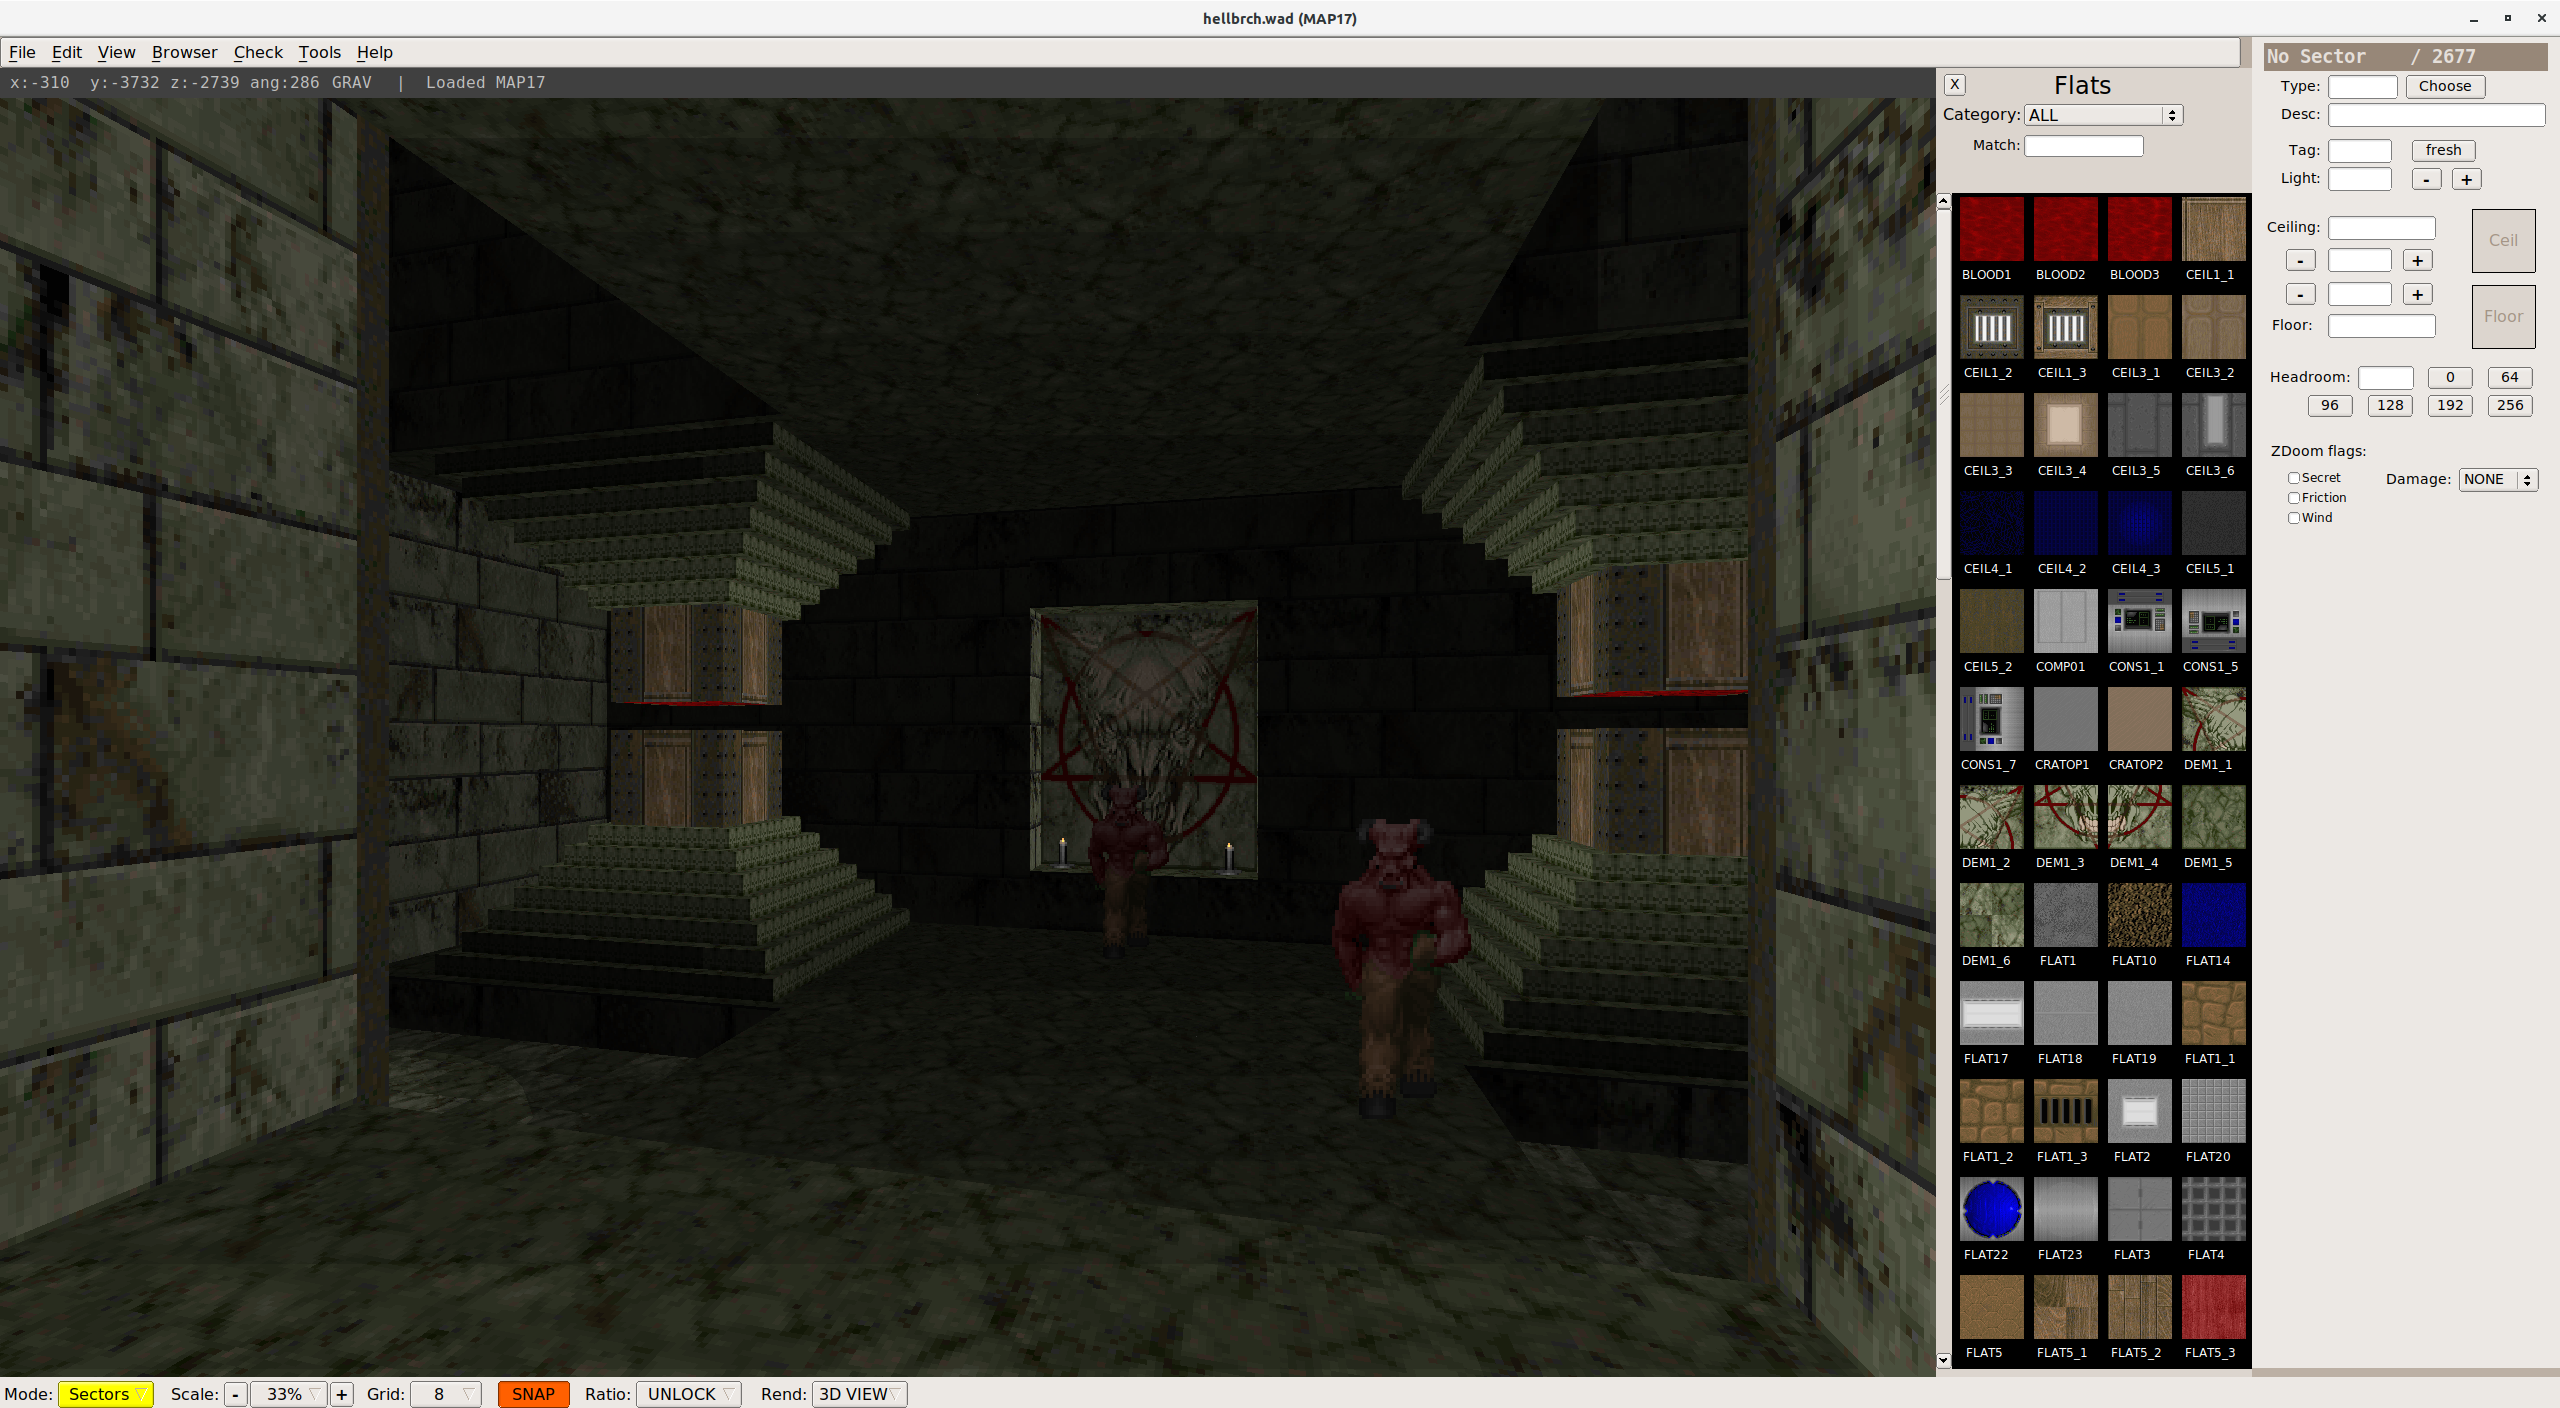 hellbrch.wad (MAP17)
File Edit View Browser Check Tools Help
x:-310 y:-3732 z:-2739 ang:286 GRAV | Loaded MAP17
X Flats
Category: ALL
Match:
BLOOD1 BLOOD2 BLOOD3 CEIL1_1
CEIL1_2 CEIL1_3 CEIL3_1 CEIL3_2
CEIL3_3 CEIL3_4 CEIL3_5 CEIL3_6
CEIL4_1 CEIL4_2 CEIL4_3 CEIL5_1
CEIL5_2 COMP01 CONS1_1 CONS1_5
CONS1_7 CRATOP1 CRATOP2 DEM1_1
DEM1_2 DEM1_3 DEM1_4 DEM1_5
DEM1_6 FLAT1 FLAT10 FLAT14
FLAT17 FLAT18 FLAT19 FLAT1_1
FLAT1_2 FLAT1_3 FLAT2 FLAT20
FLAT22 FLAT23 FLAT3 FLAT4
FLAT5 FLAT5_1 FLAT5_2 FLAT5_3
No Sector / 2677
Type: Choose
Desc:
Tag: fresh
Light: - +
Ceiling: Ceil
- +
- +
Floor: Floor
Headroom: 0 64
96 128 192 256
ZDoom flags:
Secret Damage: NONE
Friction
Wind
Mode: Sectors Scale: - 33% + Grid: 8 SNAP Ratio: UNLOCK Rend: 3D VIEW